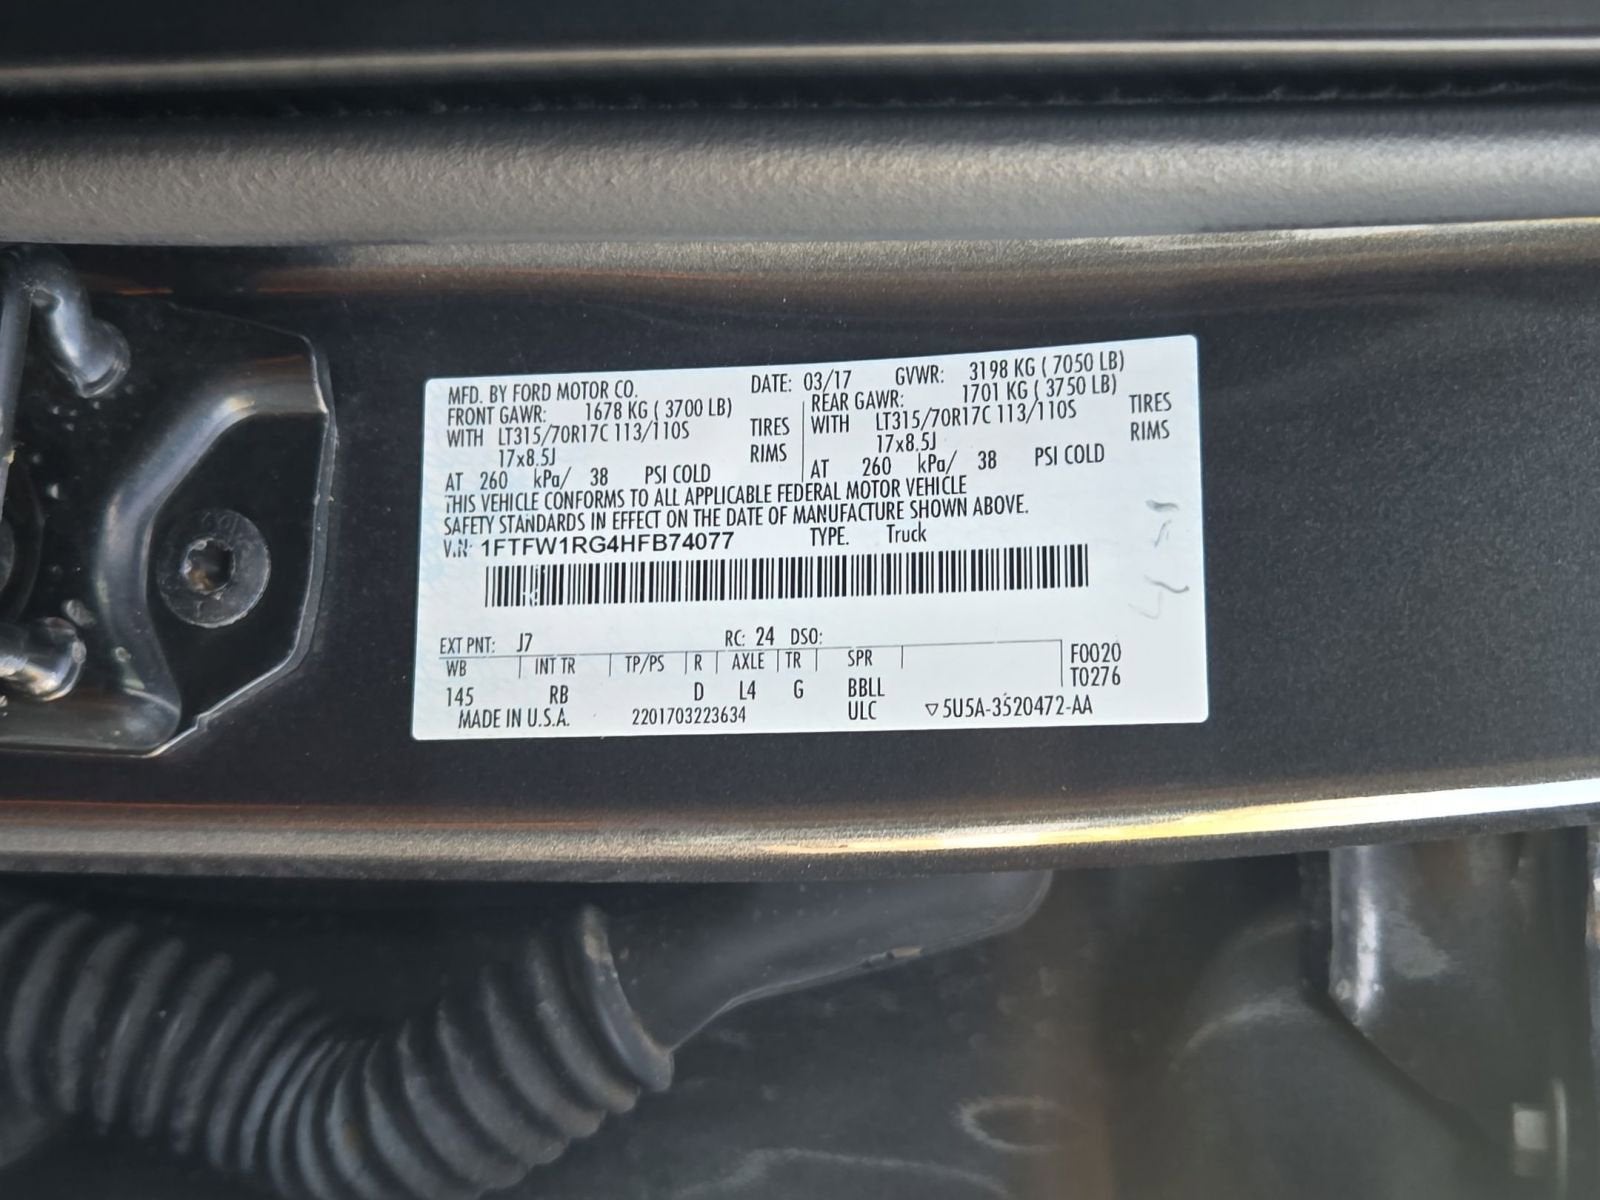 MFD. BY FORD MOTOR CO. DATE: 03/17 GVWR: 3198 KG ( 7050 LB)
FRONT GAWR: 1678 KG ( 3700 LB) REAR GAWR: 1701 KG ( 3750 LB)
WITH LT315/70R17C 113/110S TIRES WITH LT315/70R17C 113/110S TIRES
17x8.5J RIMS 17x8.5J RIMS
AT 260 kPa/ 38 PSI COLD AT 260 kPa/ 38 PSI COLD
THIS VEHICLE CONFORMS TO ALL APPLICABLE FEDERAL MOTOR VEHICLE
SAFETY STANDARDS IN EFFECT ON THE DATE OF MANUFACTURE SHOWN ABOVE.
V.IN: 1FTFW1RG4HFB74077 TYPE. Truck
EXT PNT: J7 RC: 24 DSO:
WB INT TR TP/PS R AXLE TR SPR F0020
145 RB D L4 G BBLL T0276
MADE IN U.S.A. 2201703223634 ULC ▽5U5A-3520472-AA